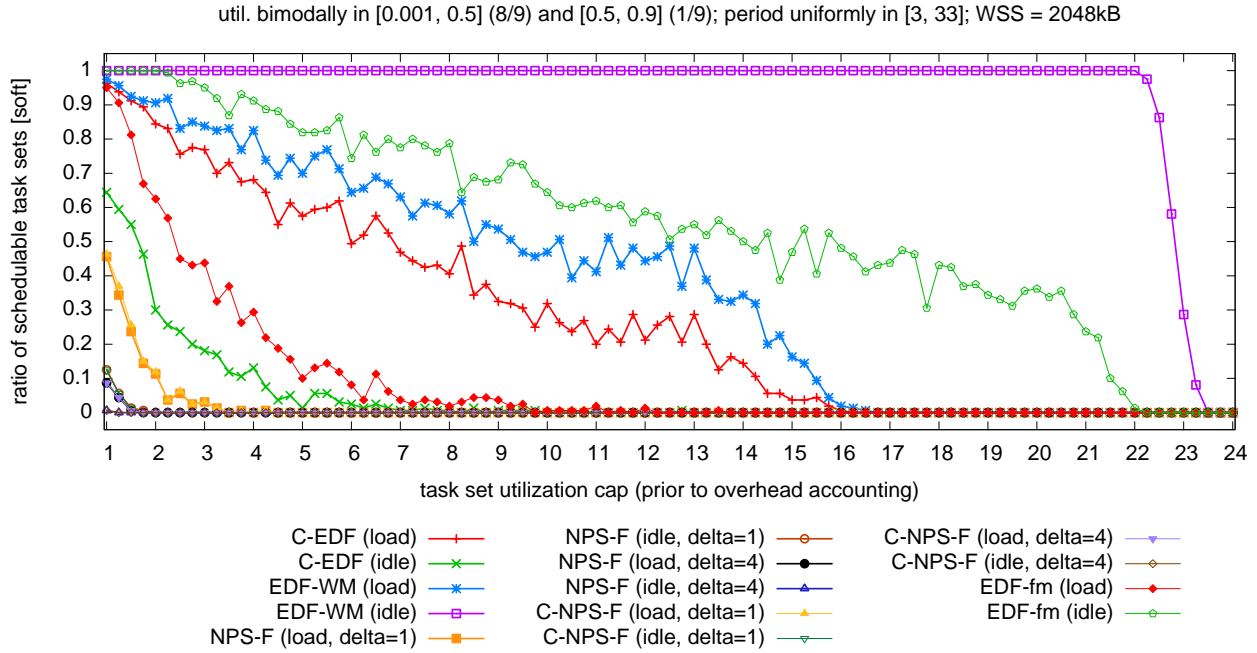 util. bimodally in [0.001, 0.5] (8/9) and [0.5, 0.9] (1/9); period uniformly in [3, 33]; WSS = 2048kB
ratio of schedulable task sets [soft]
1
0.9
0.8
0.7
0.6
0.5
0.4
0.3
0.2
0.1
0
1 2 3 4 5 6 7 8 9 10 11 12 13 14 15 16 17 18 19 20 21 22 23 24
task set utilization cap (prior to overhead accounting)
C-EDF (load)
C-EDF (idle)
EDF-WM (load)
EDF-WM (idle)
NPS-F (load, delta=1)
NPS-F (idle, delta=1)
NPS-F (load, delta=4)
NPS-F (idle, delta=4)
C-NPS-F (load, delta=1)
C-NPS-F (idle, delta=1)
C-NPS-F (load, delta=4)
C-NPS-F (idle, delta=4)
EDF-fm (load)
EDF-fm (idle)